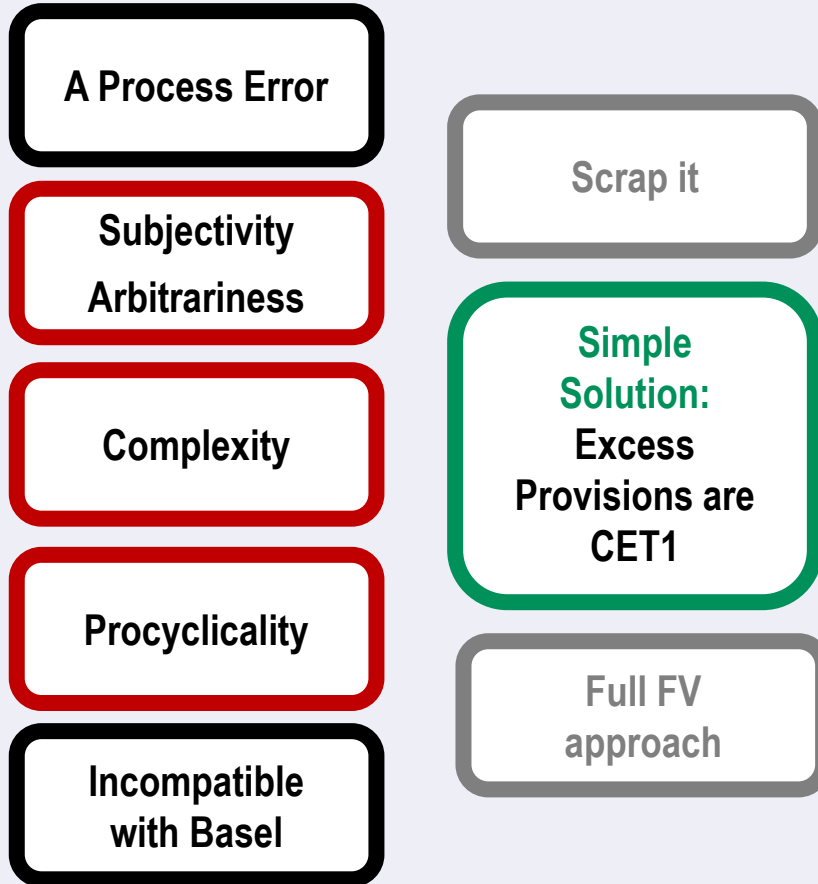 A Process Error
Subjectivity
Arbitrariness
Complexity
Procyclicality
Incompatible
with Basel
Scrap it
Simple
Solution:
Excess
Provisions are
CET1
Full FV
approach